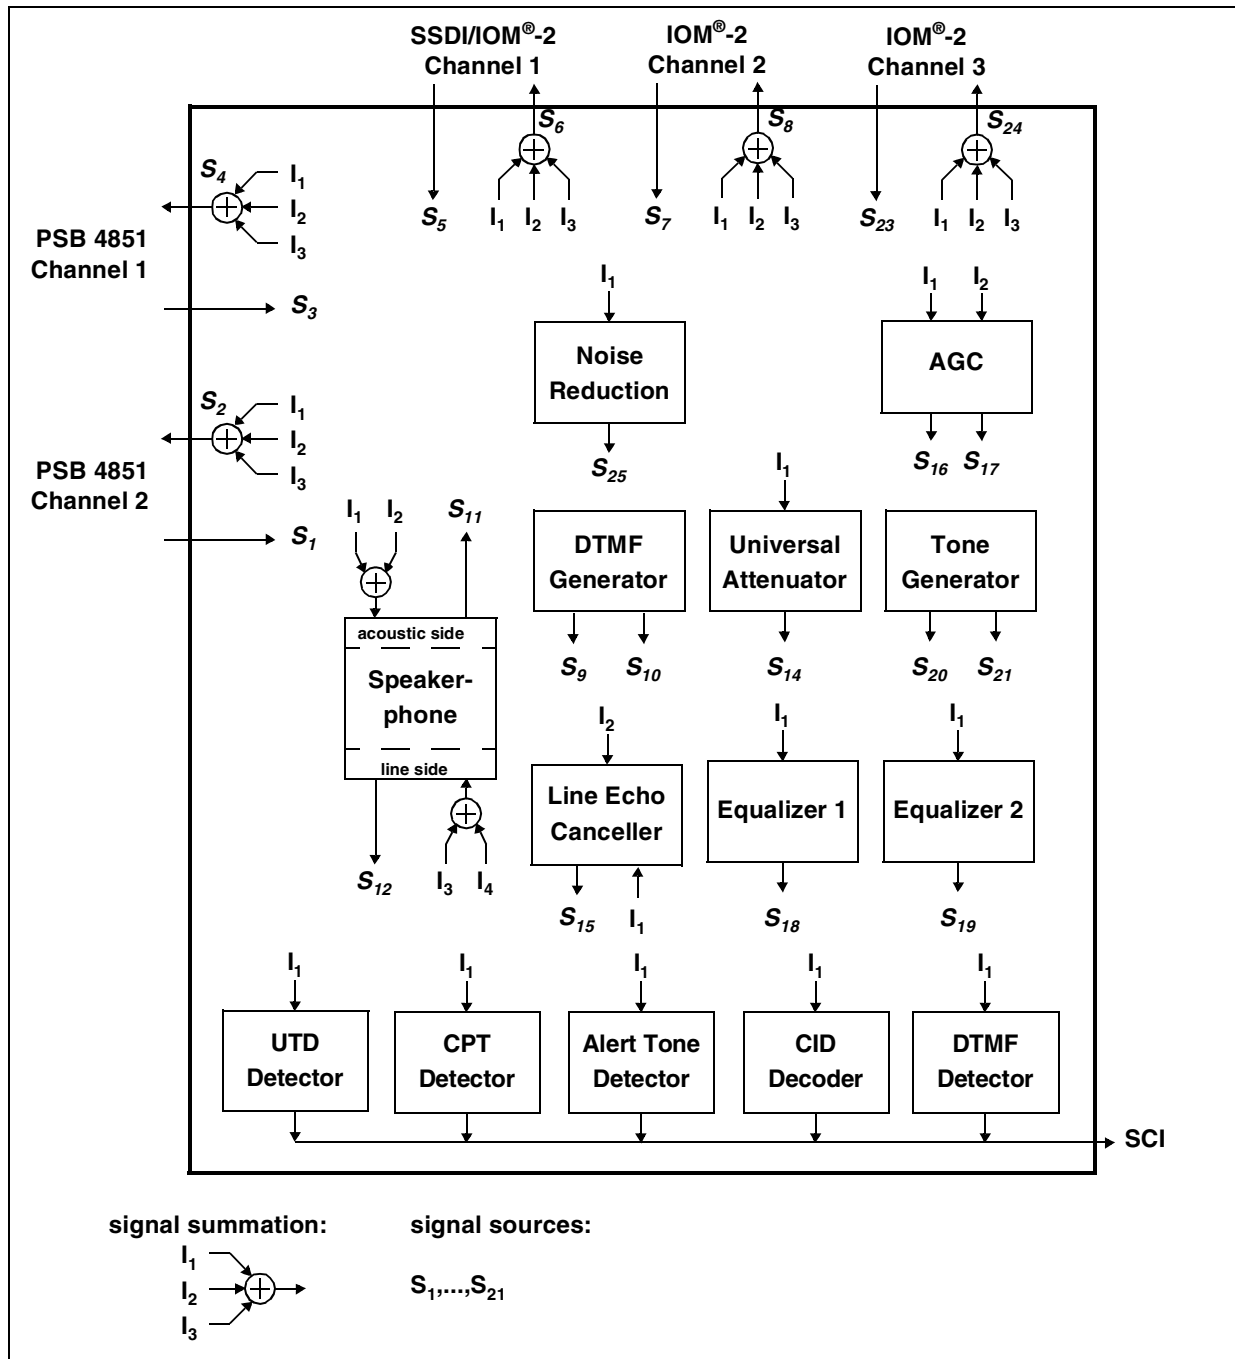 SSDI/IOM®-2
Channel 1
IOM®-2
Channel 2
IOM®-2
Channel 3
S6
S8
S24
S4
I1
I2
I3
PSB 4851
Channel 1
S5
I1 I2 I3
S7
I1 I2 I3
S23
I1 I2 I3
S3
I1
Noise
Reduction
S25
I1 I2
AGC
S16 S17
S2
I1
I2
I3
PSB 4851
Channel 2
S1
I1 I2
S11
acoustic side
Speaker-
phone
line side
S12
I3 I4
DTMF
Generator
S9 S10
I1
Universal
Attenuator
S14
Tone
Generator
S20 S21
I2
Line Echo
Canceller
S15
I1
I1
Equalizer 1
S18
I1
Equalizer 2
S19
I1
UTD
Detector
I1
CPT
Detector
I1
Alert Tone
Detector
I1
CID
Decoder
I1
DTMF
Detector
SCI
signal summation:
I1
I2
I3
signal sources:
S1,...,S21